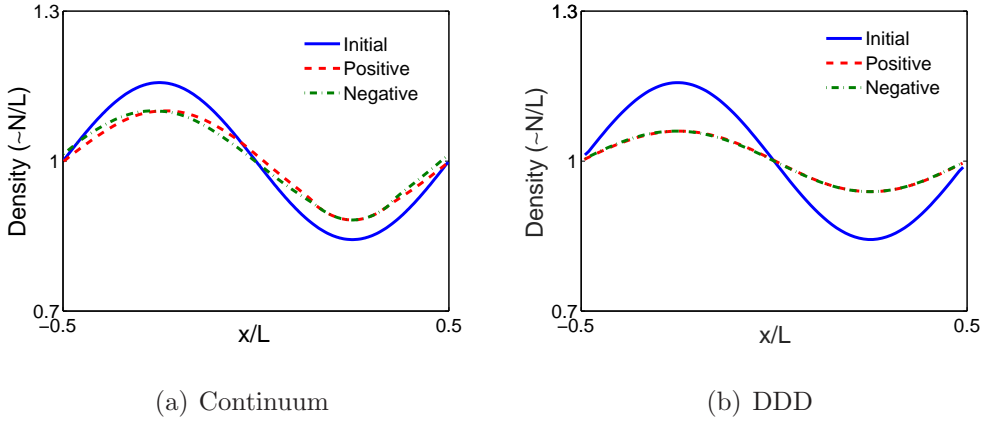 1.3
Initial
Positive
Negative
1
0.7
−0.5
0.5
x/L
Density (~N/L)
(a) Continuum
1.3
Initial
Positive
Negative
1
0.7
−0.5
0.5
x/L
Density (~N/L)
(b) DDD